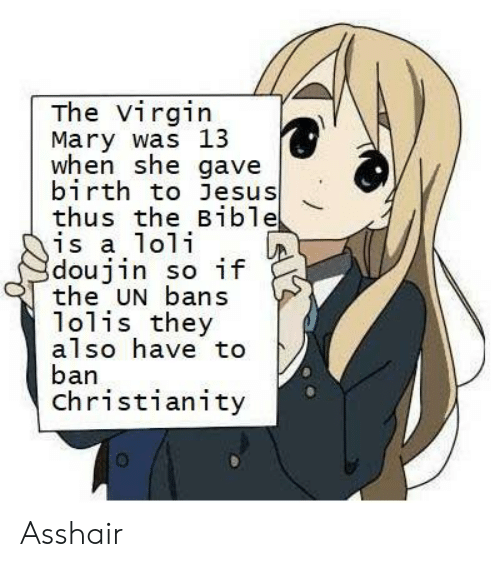 The Virgin
Mary was 13
when she gave
birth to Jesus
thus the Bible
is a loli
doujin so if
the UN bans
lolis they
also have to
ban
Christianity
Asshair